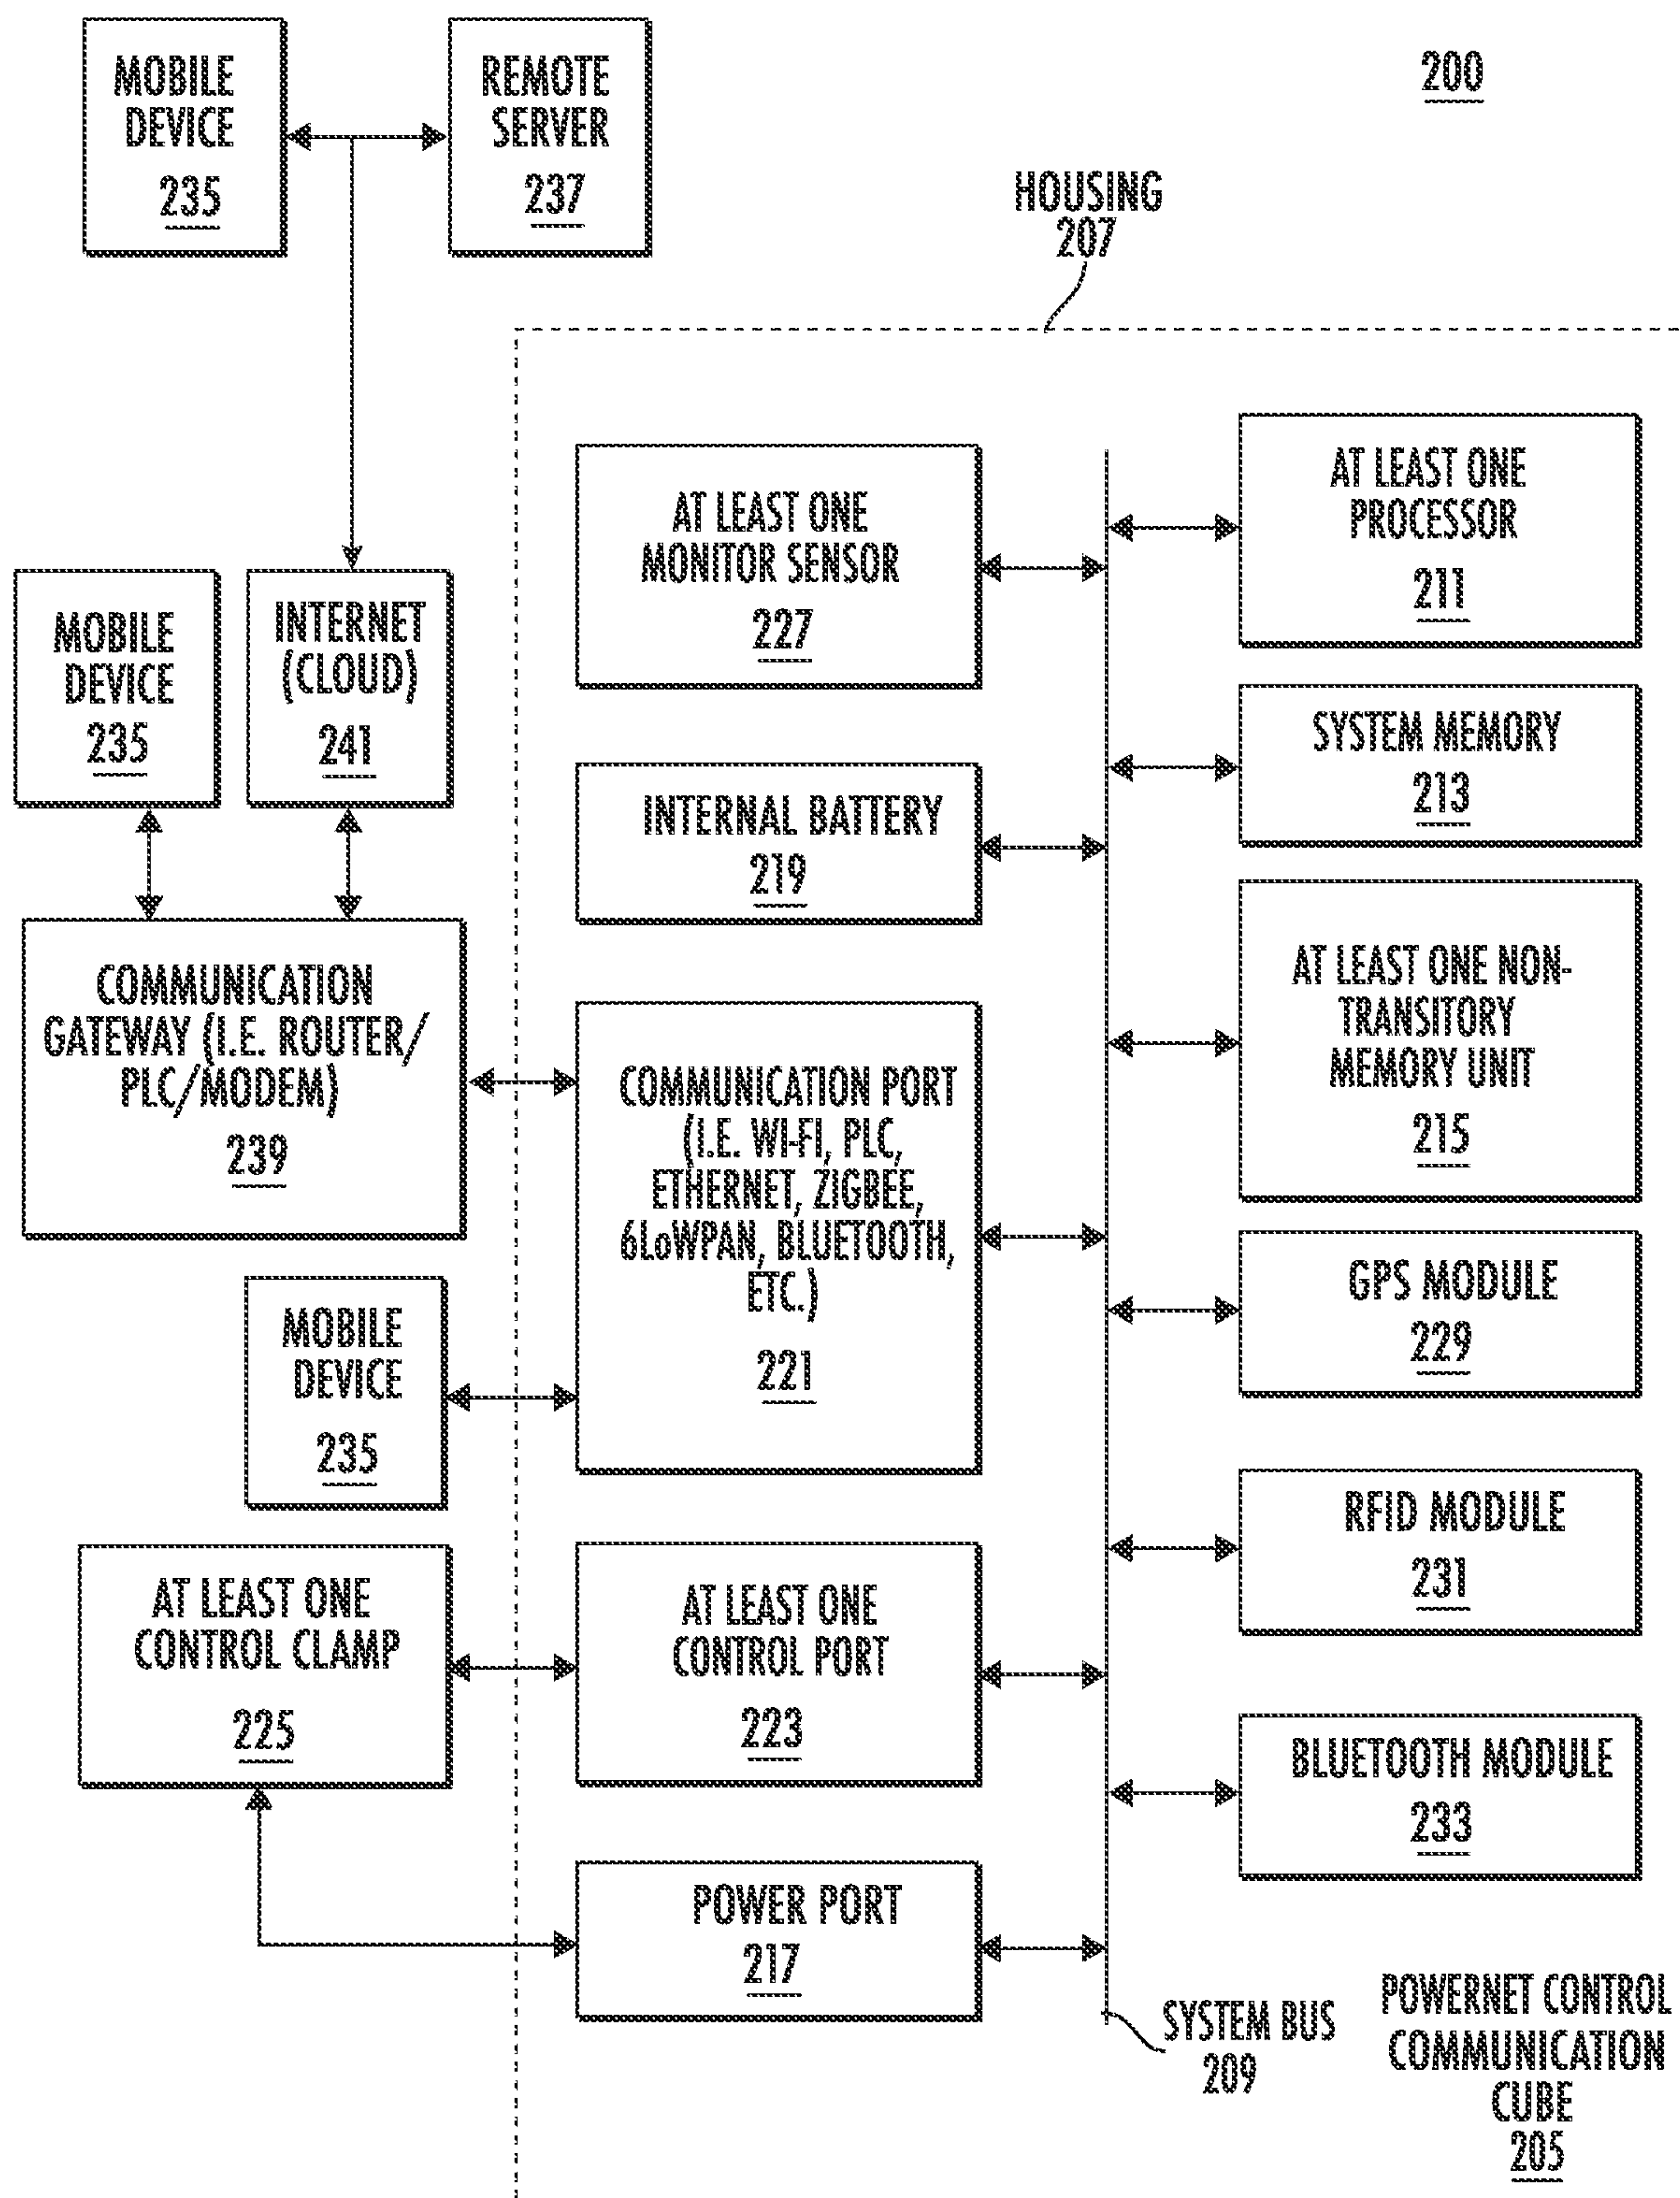 MOBILE
DEVICE
235
REMOTE
SERVER
237
200
HOUSING
207
AT LEAST ONE
MONITOR SENSOR
227
AT LEAST ONE
PROCESSOR
211
MOBILE
DEVICE
235
INTERNET
(CLOUD)
241
SYSTEM MEMORY
213
INTERNAL BATTERY
219
COMMUNICATION
GATEWAY (I.E. ROUTER/
PLC/MODEM)
239
COMMUNICATION PORT
(I.E. WI-FI, PLC,
ETHERNET, ZIGBEE,
6LoWPAN, BLUETOOTH,
ETC.)
221
AT LEAST ONE NON-
TRANSITORY
MEMORY UNIT
215
GPS MODULE
229
MOBILE
DEVICE
235
RFID MODULE
231
AT LEAST ONE
CONTROL CLAMP
225
AT LEAST ONE
CONTROL PORT
223
BLUETOOTH MODULE
233
POWER PORT
217
SYSTEM BUS
209
POWERNET CONTROL
COMMUNICATION
CUBE
205